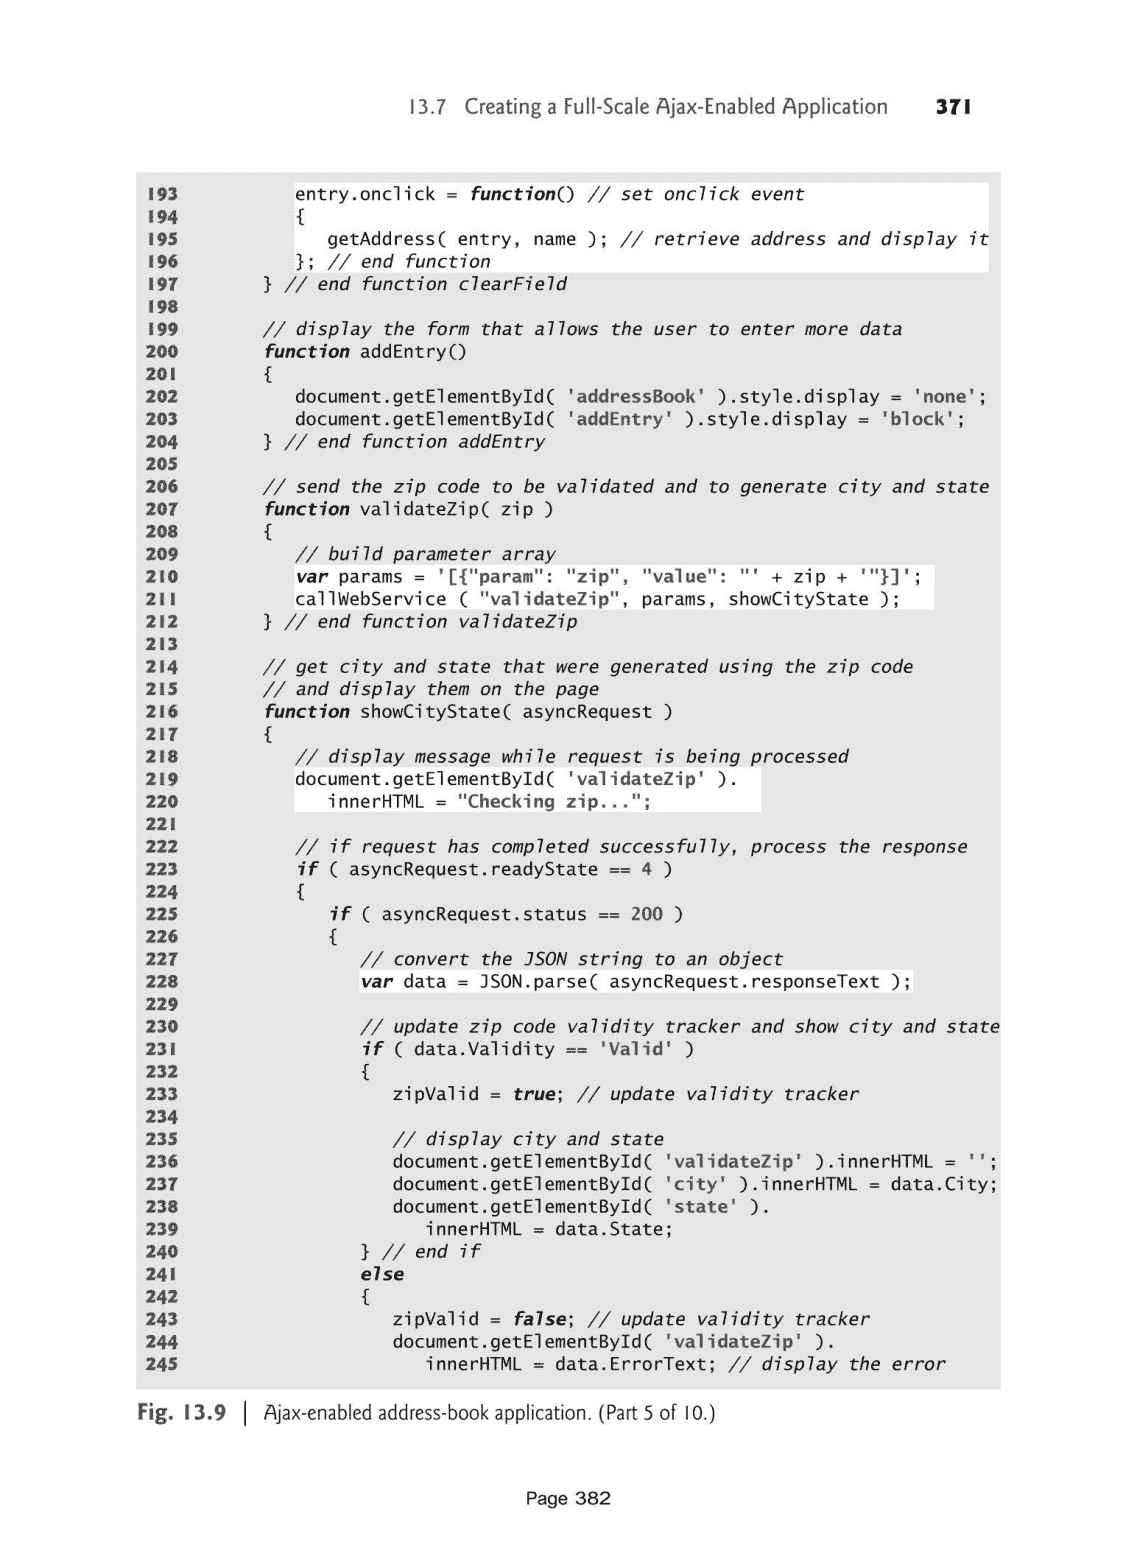 13.7 Creating a Full-Scale Ajax-Enabled Application 371
193 entry.onclick = function() // set onclick event
194 {
195 getAddress( entry, name ); // retrieve address and display it
196 }; // end function
197 } // end function clearField
198
199 // display the form that allows the user to enter more data
200 function addEntry()
201 {
202 document.getElementById( 'addressBook' ).style.display = 'none';
203 document.getElementById( 'addEntry' ).style.display = 'block';
204 } // end function addEntry
205
206 // send the zip code to be validated and to generate city and state
207 function validateZip( zip )
208 {
209 // build parameter array
210 var params = '[{"param": "zip", "value": "' + zip + '"}]';
211 callWebService ( "validateZip", params, showCityState );
212 } // end function validateZip
213
214 // get city and state that were generated using the zip code
215 // and display them on the page
216 function showCityState( asyncRequest )
217 {
218 // display message while request is being processed
219 document.getElementById( 'validateZip' ).
220 innerHTML = "Checking zip...";
221
222 // if request has completed successfully, process the response
223 if ( asyncRequest.readyState == 4 )
224 {
225 if ( asyncRequest.status == 200 )
226 {
227 // convert the JSON string to an object
228 var data = JSON.parse( asyncRequest.responseText );
229
230 // update zip code validity tracker and show city and state
231 if ( data.Validity == 'Valid' )
232 {
233 zipValid = true; // update validity tracker
234
235 // display city and state
236 document.getElementById( 'validateZip' ).innerHTML = '';
237 document.getElementById( 'city' ).innerHTML = data.City;
238 document.getElementById( 'state' ).
239 innerHTML = data.State;
240 } // end if
241 else
242 {
243 zipValid = false; // update validity tracker
244 document.getElementById( 'validateZip' ).
245 innerHTML = data.ErrorText; // display the error
Fig. 13.9 | Ajax-enabled address-book application. (Part 5 of 10.)
Page 382